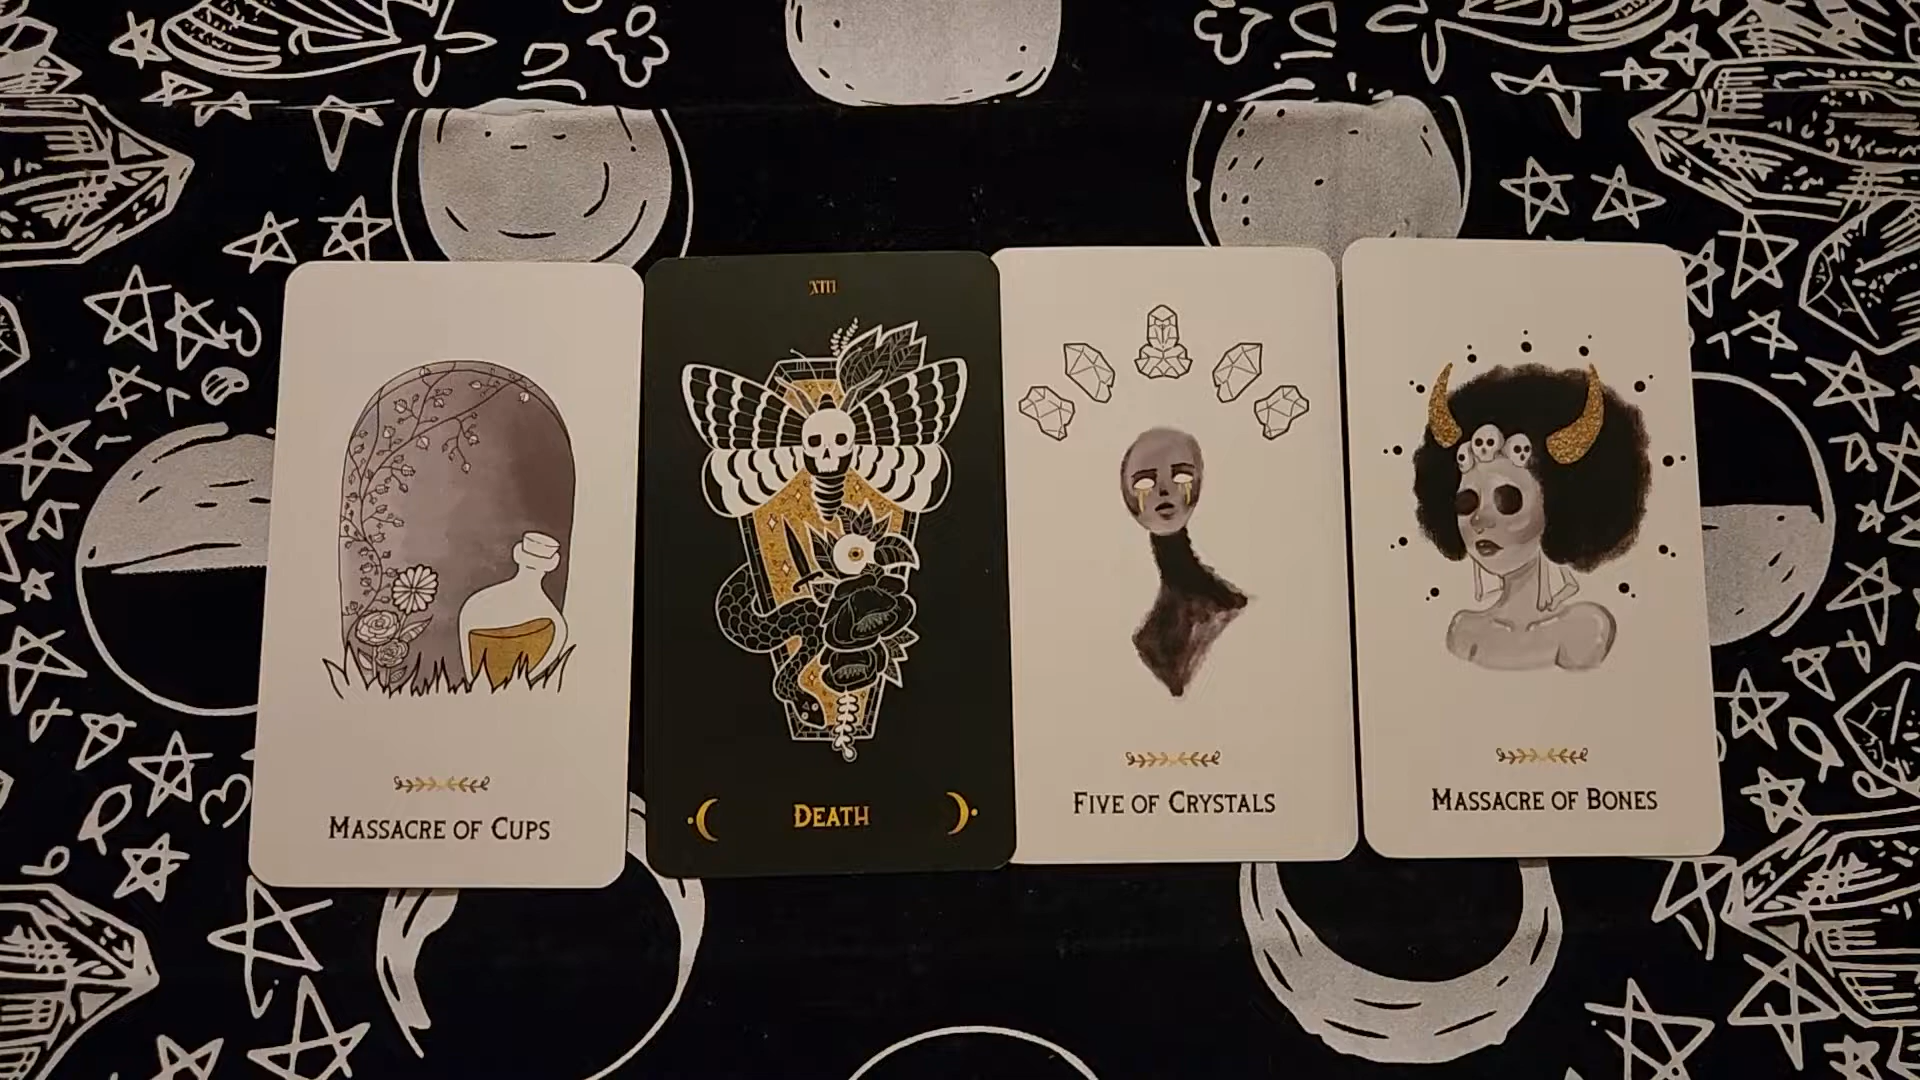 Massacre of Cups
XIII
Death
Five of Crystals
Massacre of Bones